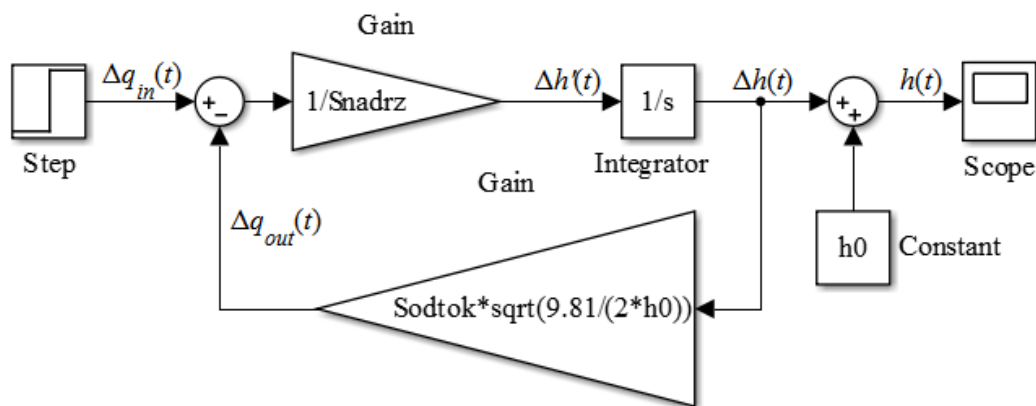 Gain
Δq_in(t)
+
−
1/Snadrz
Δh'(t)
1/s
Δh(t)
+
+
h(t)
Step
Integrator
Scope
Gain
Δq_out(t)
h0
Constant
Sodtok*sqrt(9.81/(2*h0))